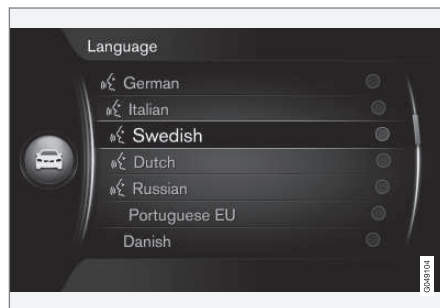 Language
German
Italian
Swedish
Dutch
Russian
Portuguese EU
Danish
G049104